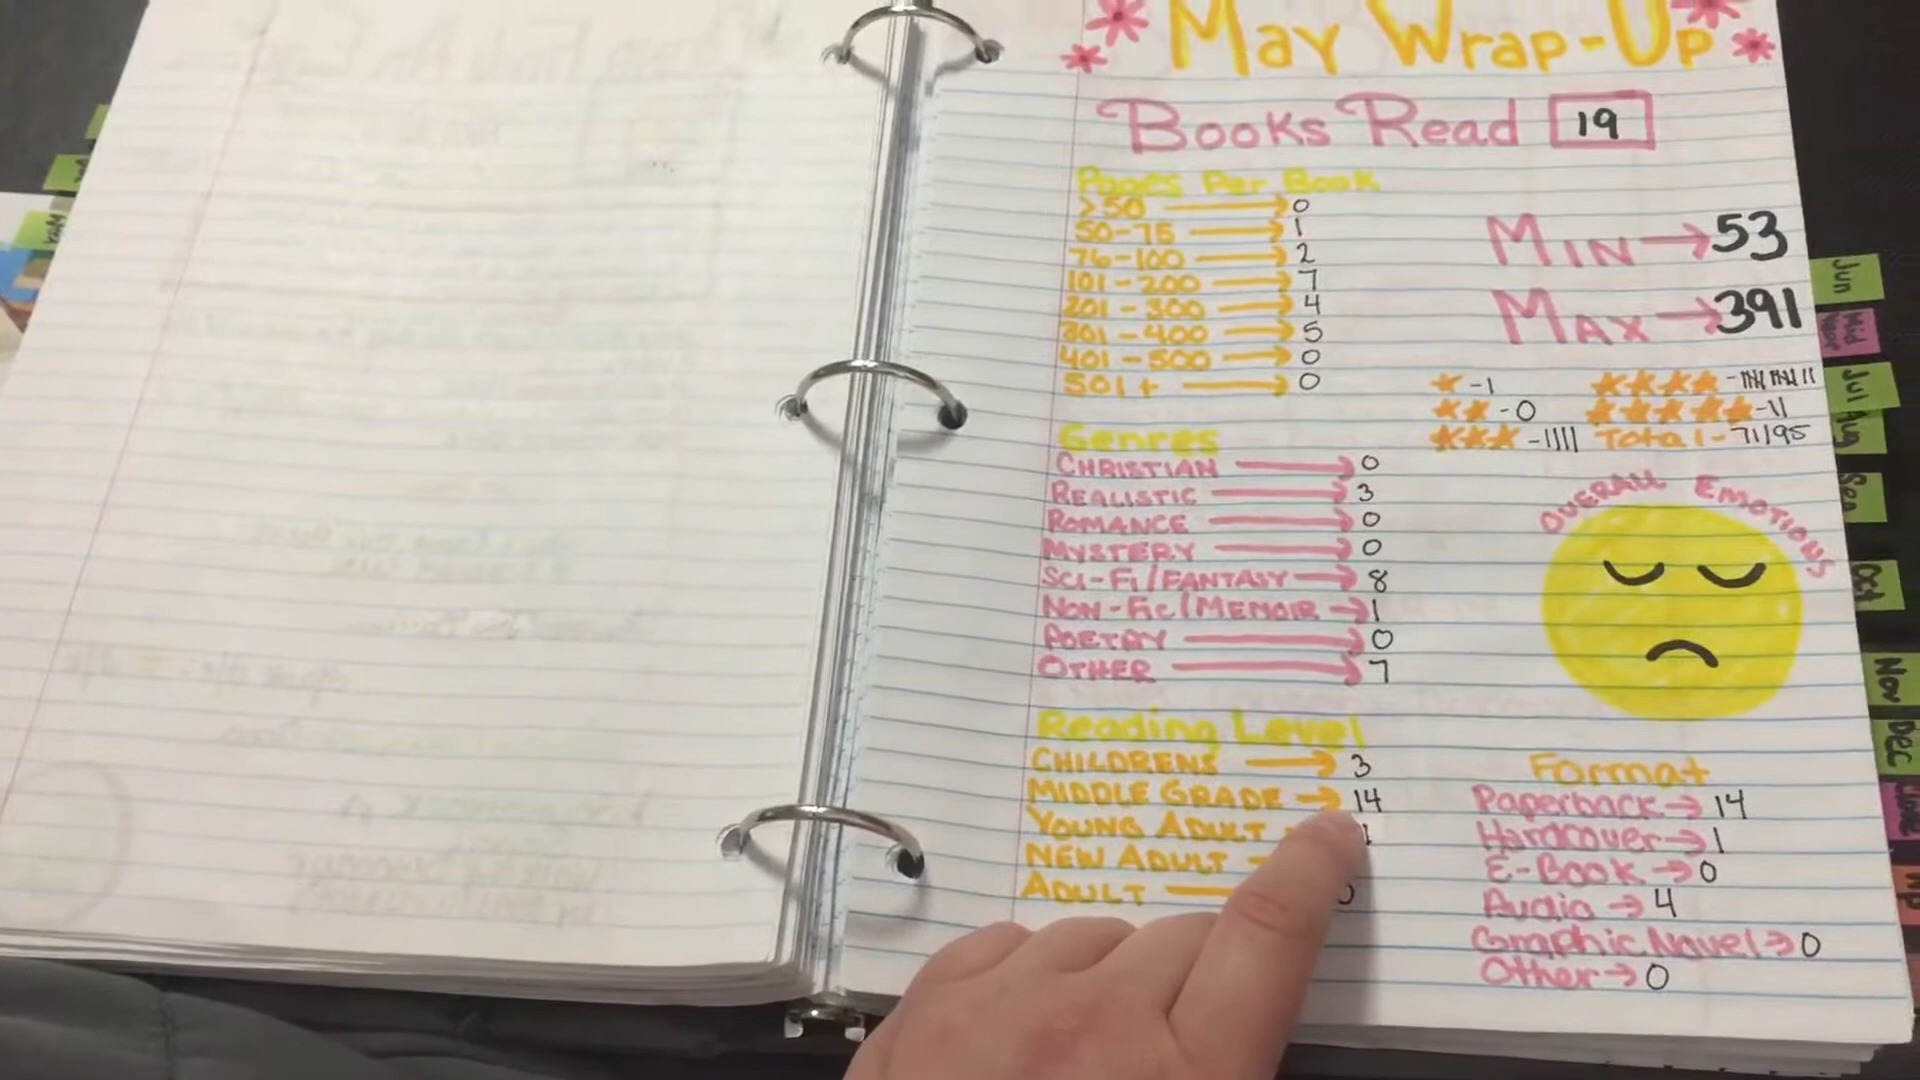 May Wrap-Up
Books Read 19
Pages Per Book
>50 → 0
50-75 → 1
76-100 → 2
101-200 → 7
201-300 → 4
301-400 → 5
401-500 → 0
501+ → 0
Min → 53
Max → 391
★ -1
★★ -0
★★★ -IIII
★★★★ -
★★★★★ -11
Total - 71/95
Genres
Christian → 0
Realistic → 3
Romance → 0
Mystery → 0
Sci-Fi/Fantasy → 8
Non-Fic/Memoir → 1
Poetry → 0
Other → 7
Overall Emotions
Reading Level
Childrens → 3
Middle Grade → 14
Young Adult 1
New Adult
Adult
Format
Paperback → 14
Hardcover → 1
E-Book → 0
Audio → 4
Graphic Novel → 0
Other → 0
Jun
Mid Year
Jul
Aug
Sep
Oct
Nov
Dec